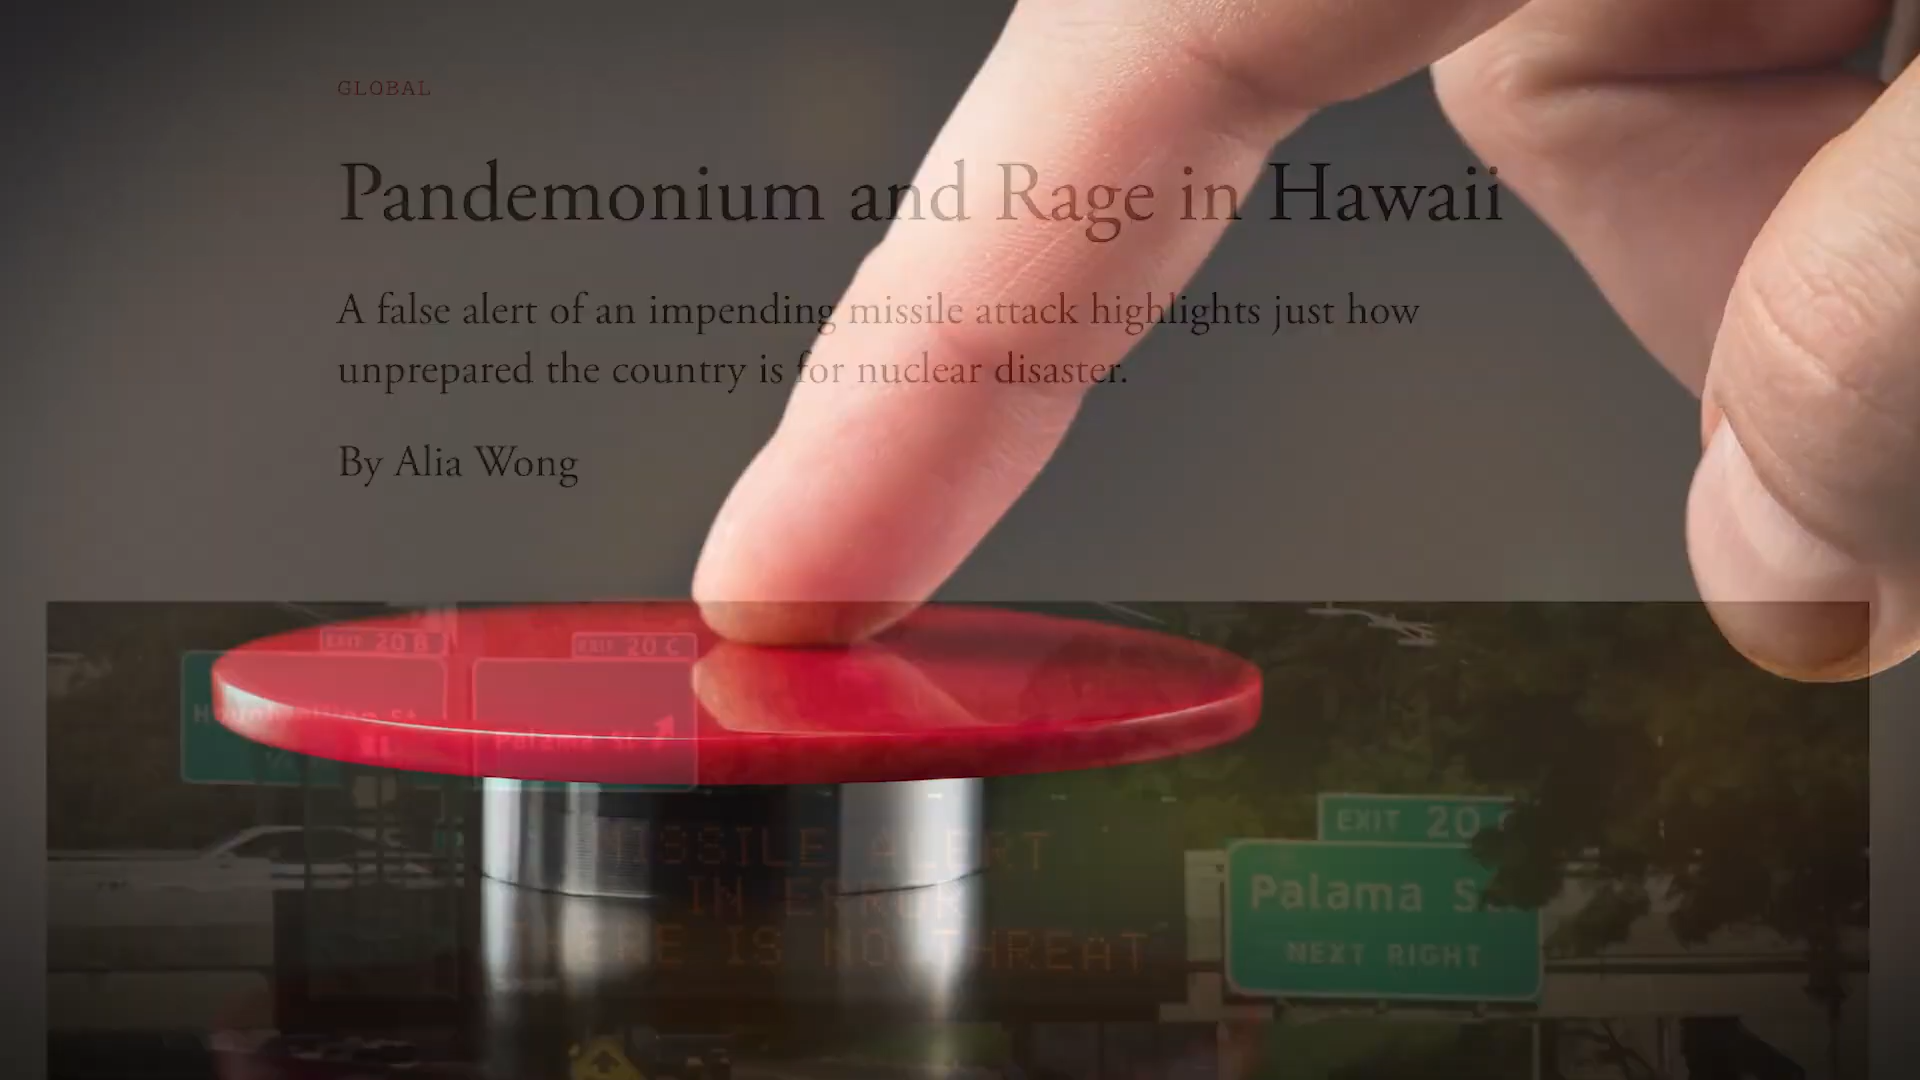 GLOBAL
Pandemonium and Rage in Hawaii
A false alert of an impending missile attack highlights just how
unprepared the country is for nuclear disaster.
By Alia Wong
EXIT 20 B
EXIT 20 C
Palama St
MISSILE ALERT
IN ERROR
THERE IS NO THREAT
EXIT 20
Palama S
NEXT RIGHT